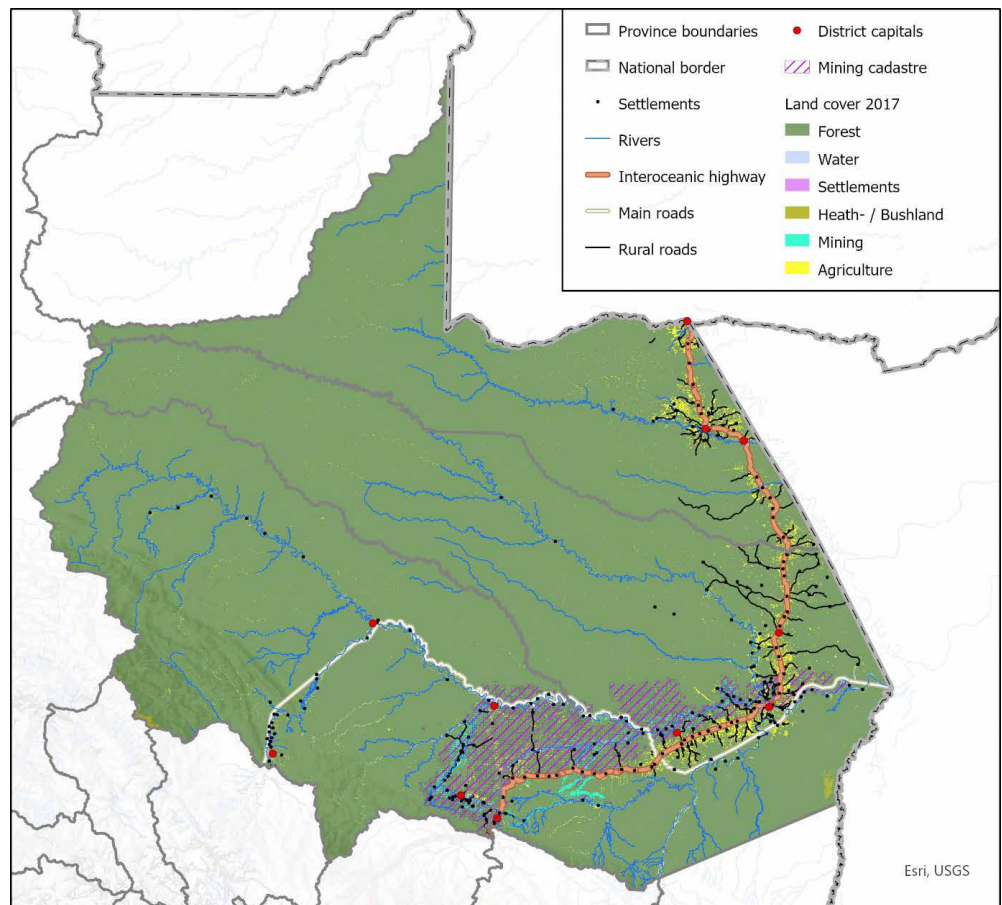 Province boundaries
National border
Settlements
Rivers
Interoceanic highway
Main roads
Rural roads
District capitals
Mining cadastre
Land cover 2017
Forest
Water
Settlements
Heath- / Bushland
Mining
Agriculture
Esri, USGS